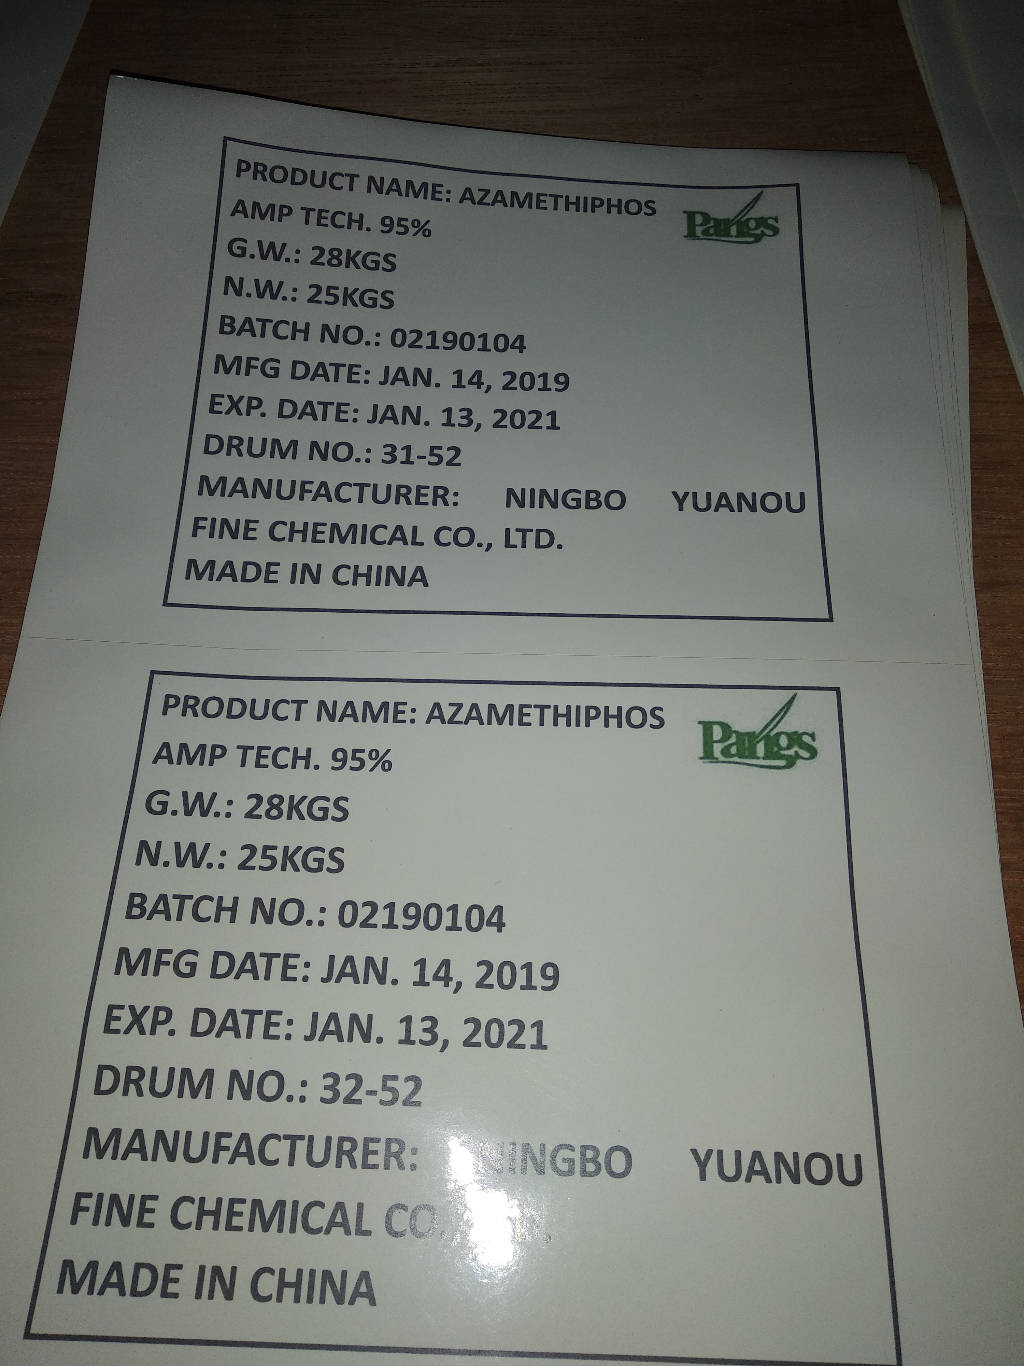 PRODUCT NAME: AZAMETHIPHOS
Pangs
AMP TECH. 95%
G.W.: 28KGS
N.W.: 25KGS
BATCH NO.: 02190104
MFG DATE: JAN. 14, 2019
EXP. DATE: JAN. 13, 2021
DRUM NO.: 31-52
MANUFACTURER: NINGBO YUANOU
FINE CHEMICAL CO., LTD.
MADE IN CHINA
PRODUCT NAME: AZAMETHIPHOS
Pangs
AMP TECH. 95%
G.W.: 28KGS
N.W.: 25KGS
BATCH NO.: 02190104
MFG DATE: JAN. 14, 2019
EXP. DATE: JAN. 13, 2021
DRUM NO.: 32-52
MANUFACTURER: NINGBO YUANOU
FINE CHEMICAL CO.,
MADE IN CHINA